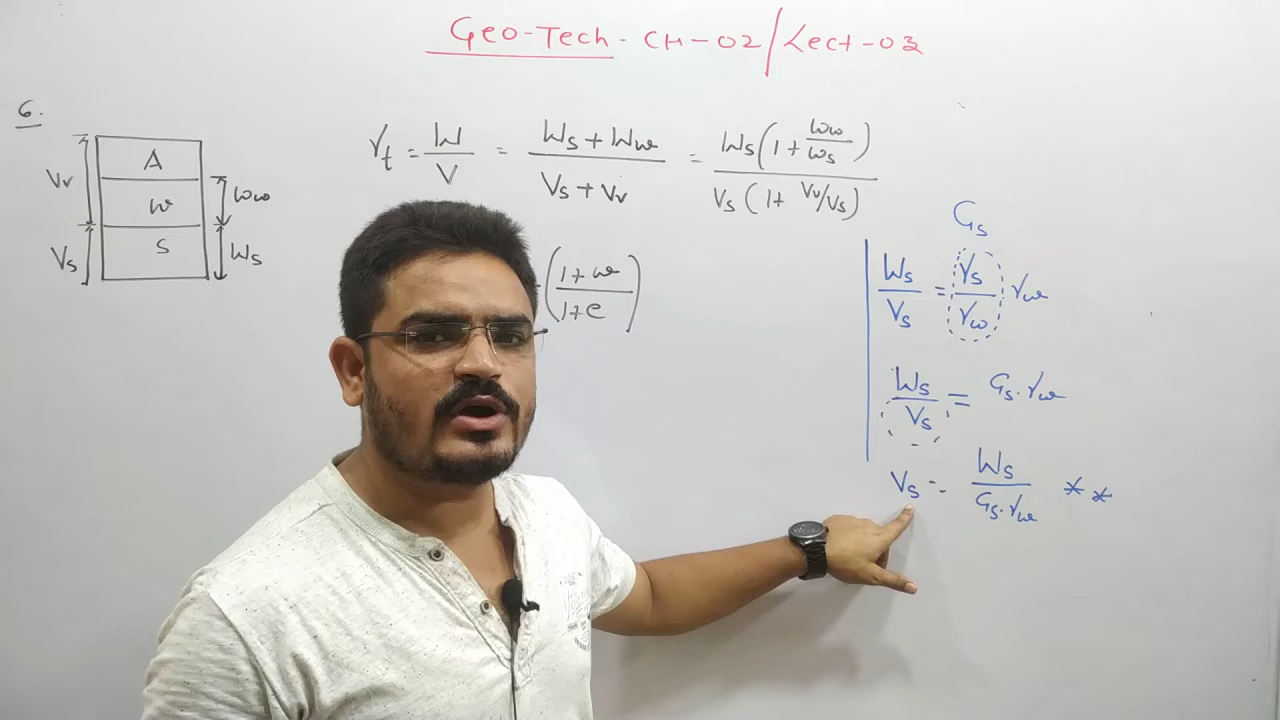 Geo-Tech. CH-02/Lect-03
6.
A
w
S
Vv
Vs
Ww
Ws
γt = W/V = (Ws + Ww)/(Vs + Vv) = Ws(1 + Ww/Ws)/Vs(1 + Vv/Vs)
(1+w/1+e)
Gs
Ws/Vs = γs/γw γw
Ws/Vs = Gs.γw
Vs = Ws/Gs.γw **